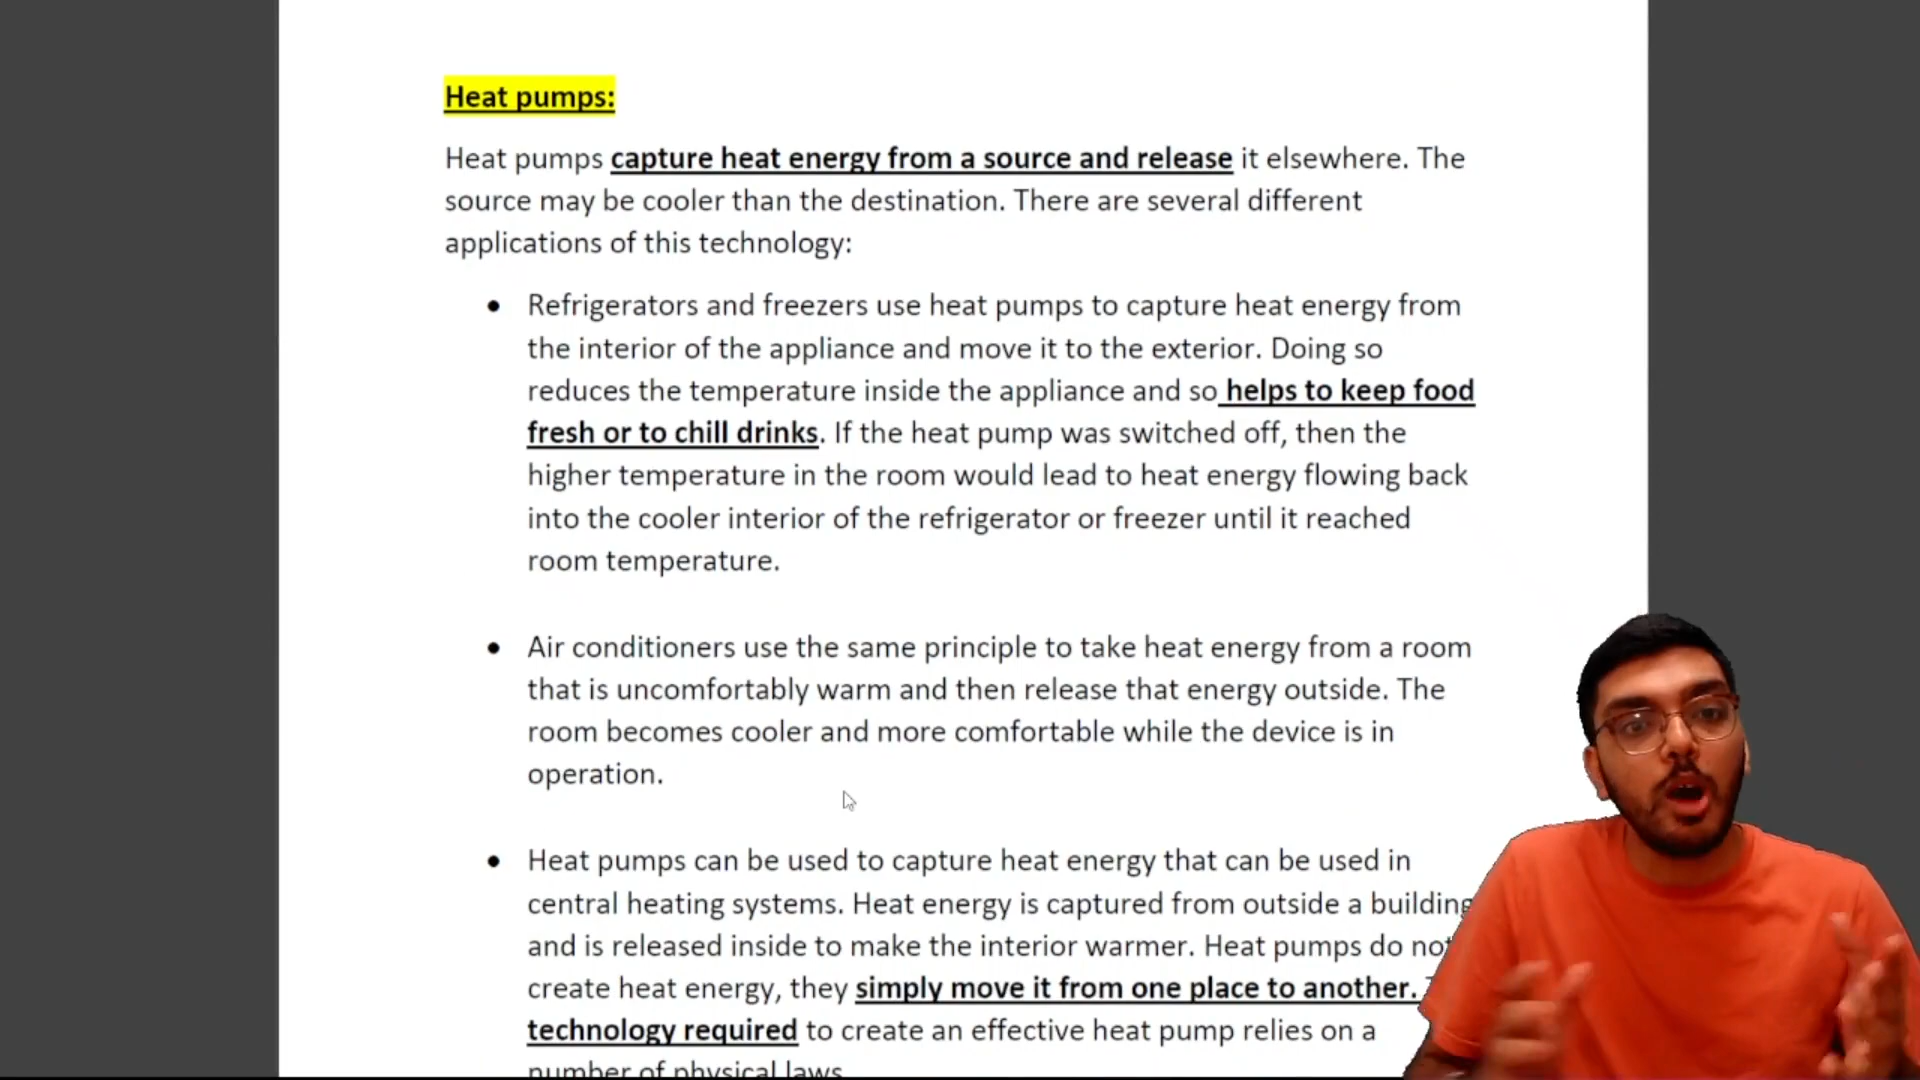 Heat pumps:
Heat pumps capture heat energy from a source and release it elsewhere. The
source may be cooler than the destination. There are several different
applications of this technology:
• Refrigerators and freezers use heat pumps to capture heat energy from
the interior of the appliance and move it to the exterior. Doing so
reduces the temperature inside the appliance and so helps to keep food
fresh or to chill drinks. If the heat pump was switched off, then the
higher temperature in the room would lead to heat energy flowing back
into the cooler interior of the refrigerator or freezer until it reached
room temperature.
• Air conditioners use the same principle to take heat energy from a room
that is uncomfortably warm and then release that energy outside. The
room becomes cooler and more comfortable while the device is in
operation.
• Heat pumps can be used to capture heat energy that can be used in
central heating systems. Heat energy is captured from outside a building
and is released inside to make the interior warmer. Heat pumps do not
create heat energy, they simply move it from one place to another.
technology required to create an effective heat pump relies on a
number of physical laws